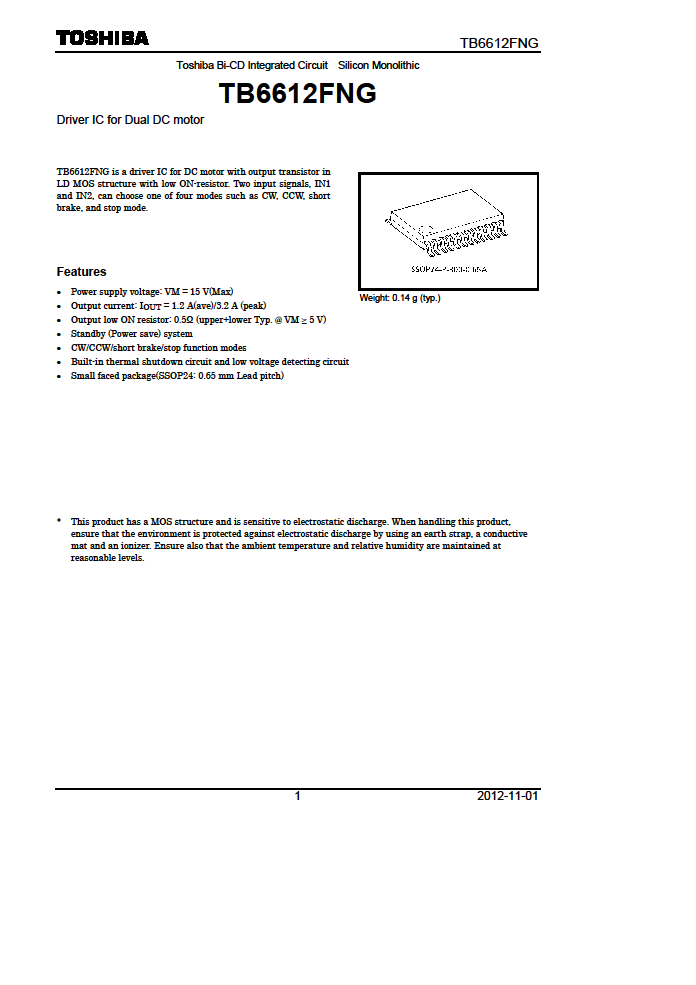 TOSHIBA
TB6612FNG
Toshiba Bi-CD Integrated Circuit Silicon Monolithic
TB6612FNG
Driver IC for Dual DC motor
TB6612FNG is a driver IC for DC motor with output transistor in
LD MOS structure with low ON-resistor. Two input signals, IN1
and IN2, can choose one of four modes such as CW, CCW, short
brake, and stop mode.
Features
• Power supply voltage: VM = 15 V(Max)
• Output current: IOUT = 1.2 A(ave)/3.2 A (peak)
• Output low ON resistor: 0.5Ω (upper+lower Typ. @ VM ≥ 5 V)
• Standby (Power save) system
• CW/CCW/short brake/stop function modes
• Built-in thermal shutdown circuit and low voltage detecting circuit
• Small faced package(SSOP24: 0.65 mm Lead pitch)
Weight: 0.14 g (typ.)
* This product has a MOS structure and is sensitive to electrostatic discharge. When handling this product,
ensure that the environment is protected against electrostatic discharge by using an earth strap, a conductive
mat and an ionizer. Ensure also that the ambient temperature and relative humidity are maintained at
reasonable levels.
1
2012-11-01